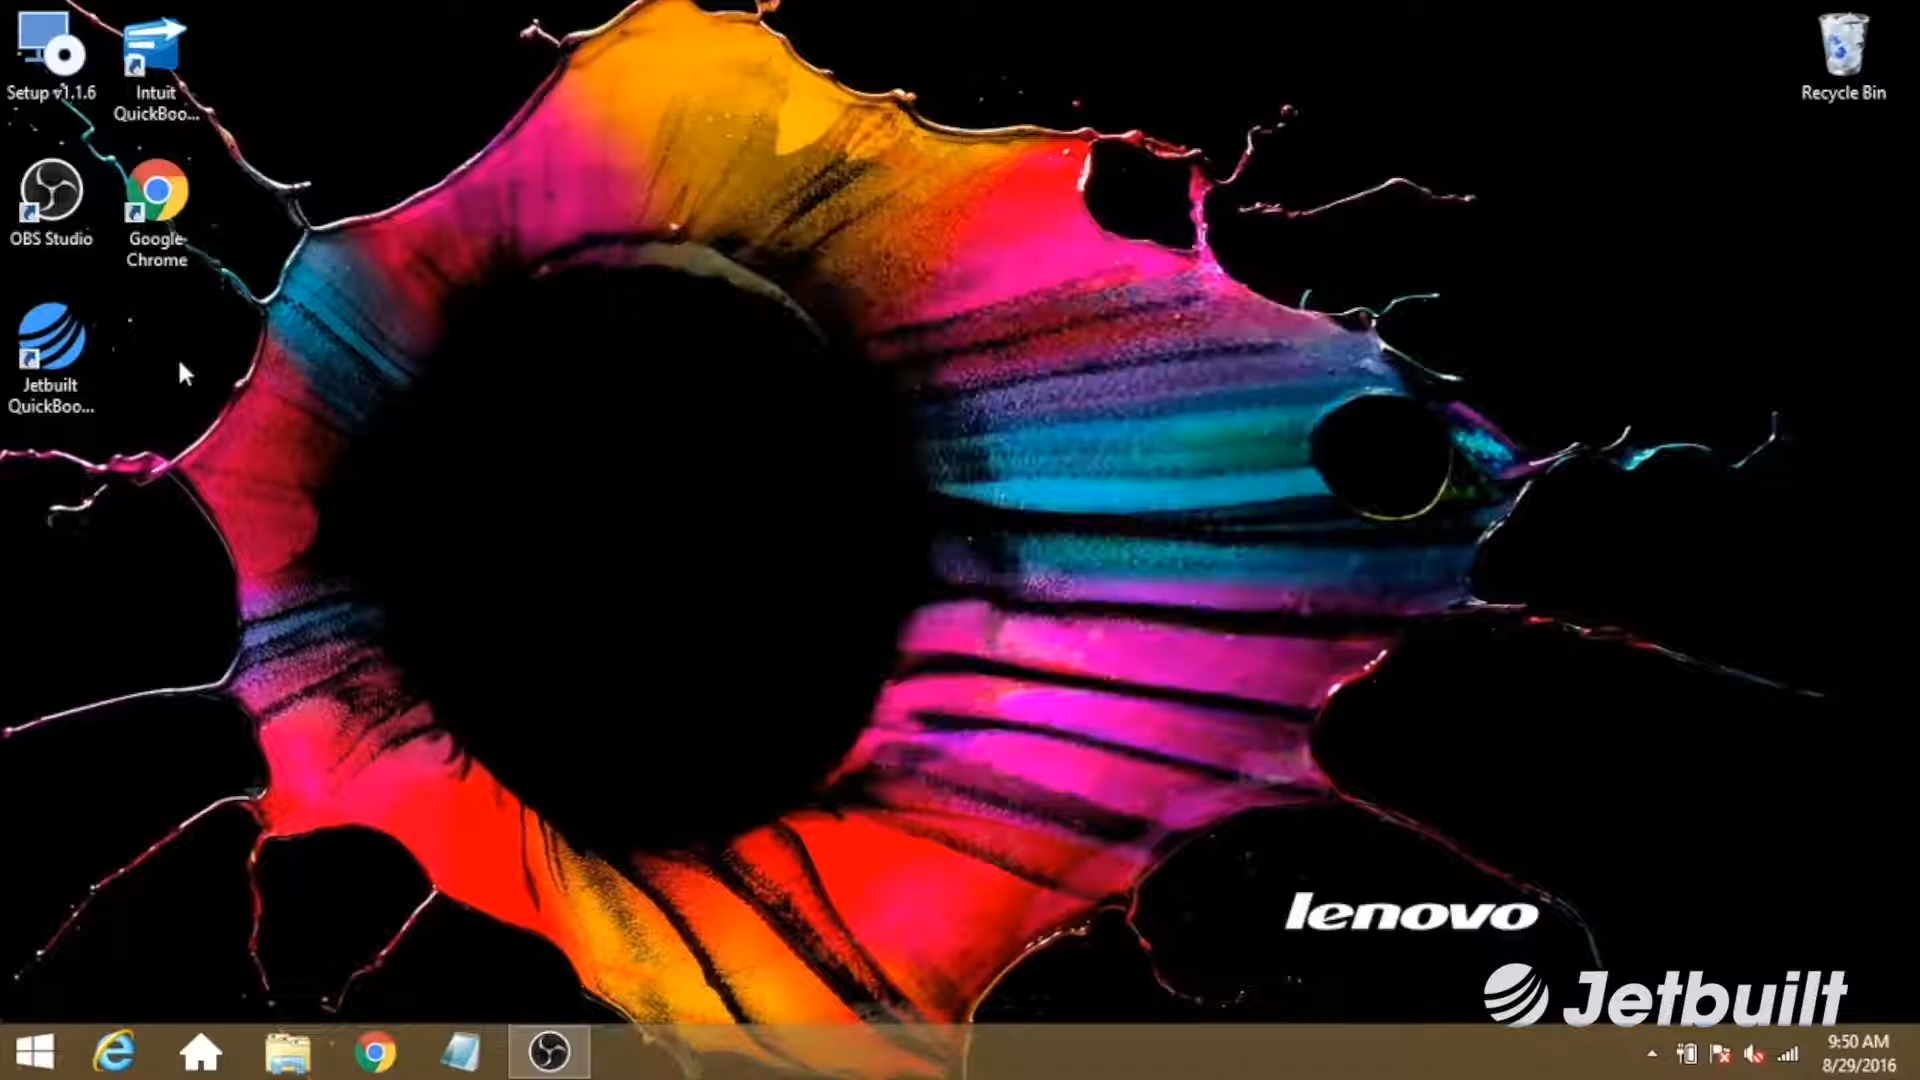 Setup v1.1.6
Intuit
QuickBoo...
Recycle Bin
OBS Studio
Google
Chrome
Jetbuilt
QuickBoo...
lenovo
Jetbuilt
9:50 AM
8/29/2016